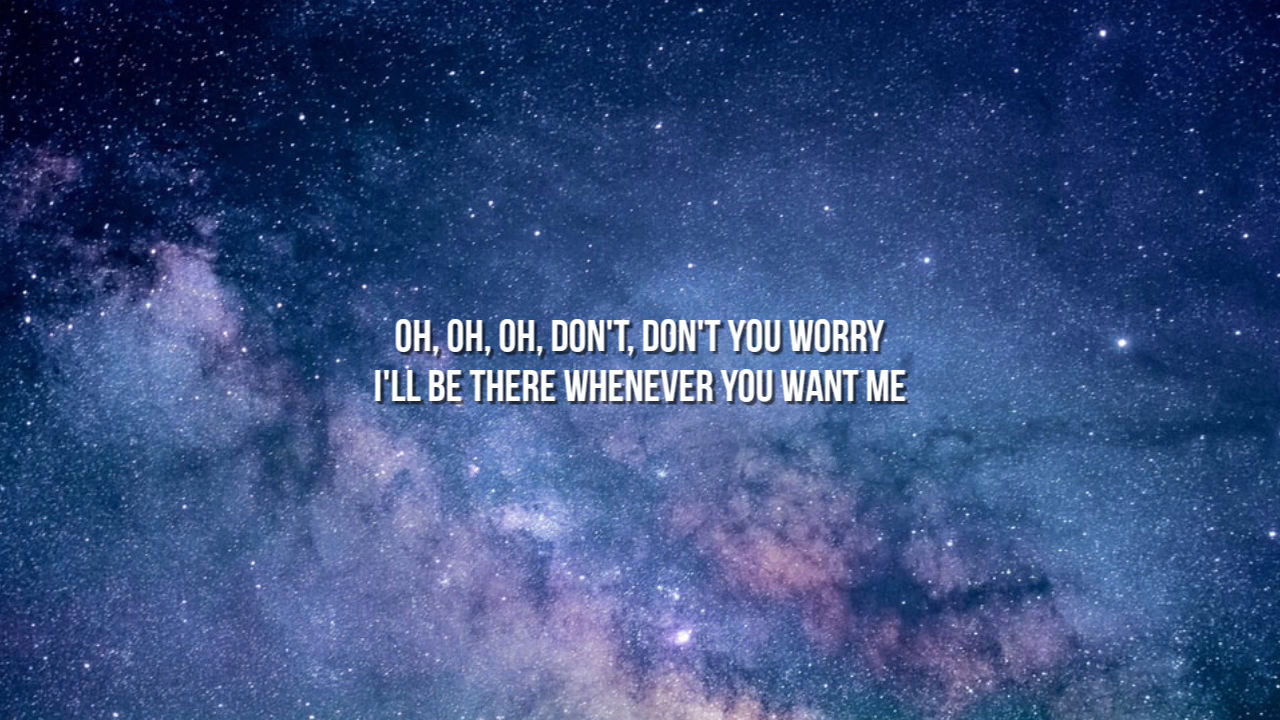 OH, OH, OH, DON'T, DON'T YOU WORRY
I'LL BE THERE WHENEVER YOU WANT ME